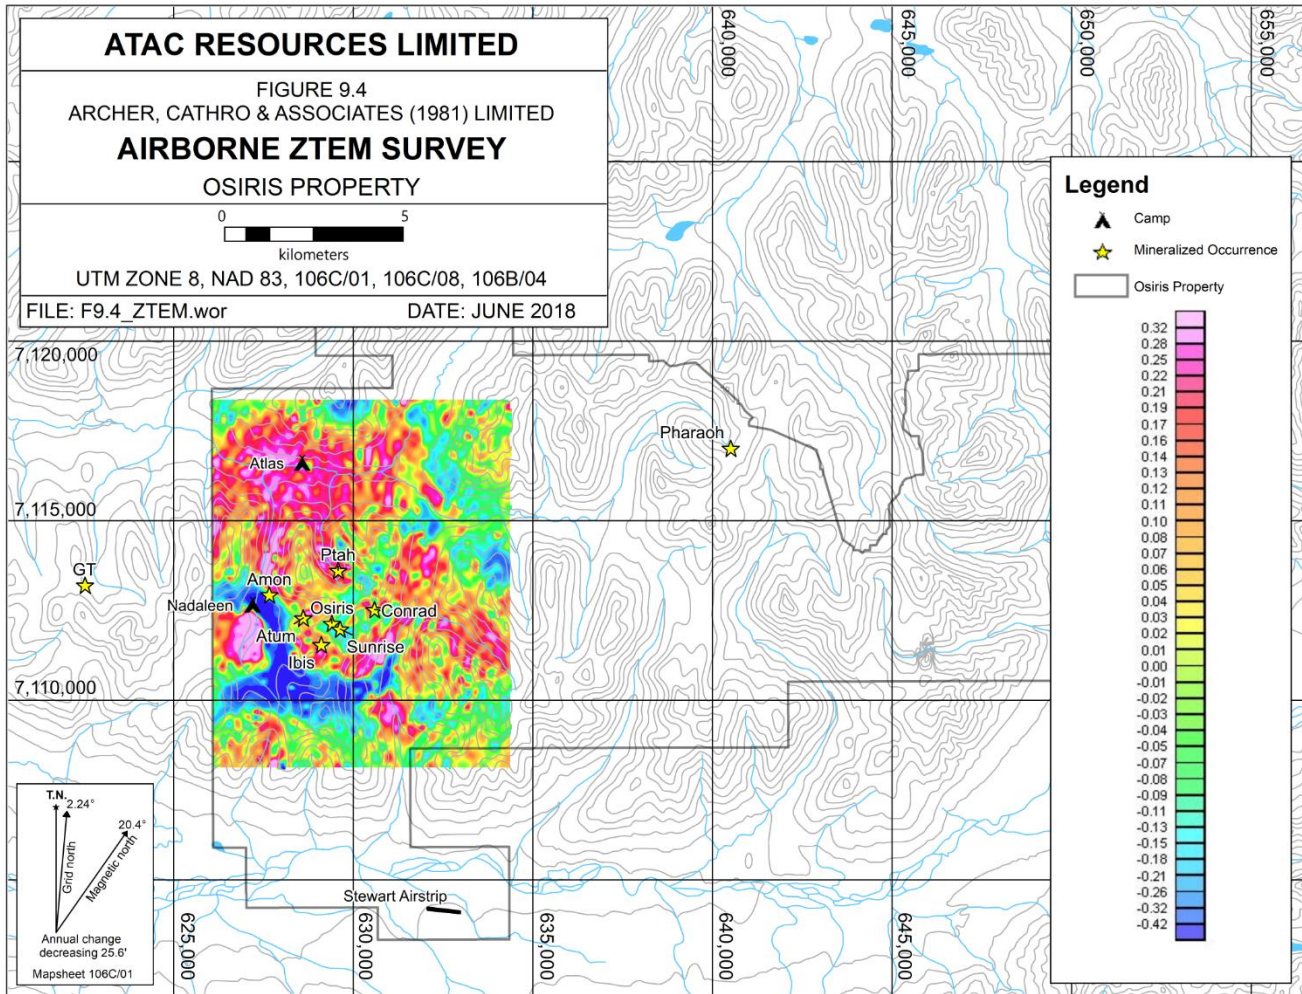 ATAC RESOURCES LIMITED
FIGURE 9.4
ARCHER, CATHRO & ASSOCIATES (1981) LIMITED
AIRBORNE ZTEM SURVEY
OSIRIS PROPERTY
0 5
kilometers
UTM ZONE 8, NAD 83, 106C/01, 106C/08, 106B/04
FILE: F9.4_ZTEM.wor DATE: JUNE 2018
640,000
645,000
650,000
655,000
Legend
Camp
Mineralized Occurrence
Osiris Property
0.32
0.28
0.25
0.22
0.21
0.19
0.17
0.16
0.14
0.13
0.12
0.11
0.10
0.08
0.07
0.06
0.05
0.04
0.03
0.02
0.01
0.00
-0.01
-0.02
-0.03
-0.04
-0.05
-0.07
-0.08
-0.09
-0.11
-0.13
-0.15
-0.18
-0.21
-0.26
-0.32
-0.42
7,120,000
Pharaoh
Atlas
7,115,000
Ptah
GT
Amon
Nadaleen
Osiris
Conrad
Atum
Sunrise
Ibis
7,110,000
T.N.
2.24°
20.4°
Grid north
Magnetic north
Annual change
decreasing 25.6'
Mapsheet 106C/01
Stewart Airstrip
625,000
630,000
635,000
640,000
645,000